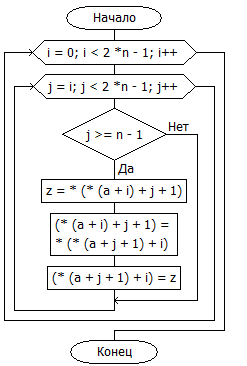 Начало
i = 0; i < 2 *n - 1; i++
j = i; j < 2 *n - 1; j++
j >= n - 1
Нет
Да
z = * (* (a + i) + j + 1)
(* (a + i) + j + 1) =
* (* (a + j + 1) + i)
(* (a + j + 1) + i) = z
Конец